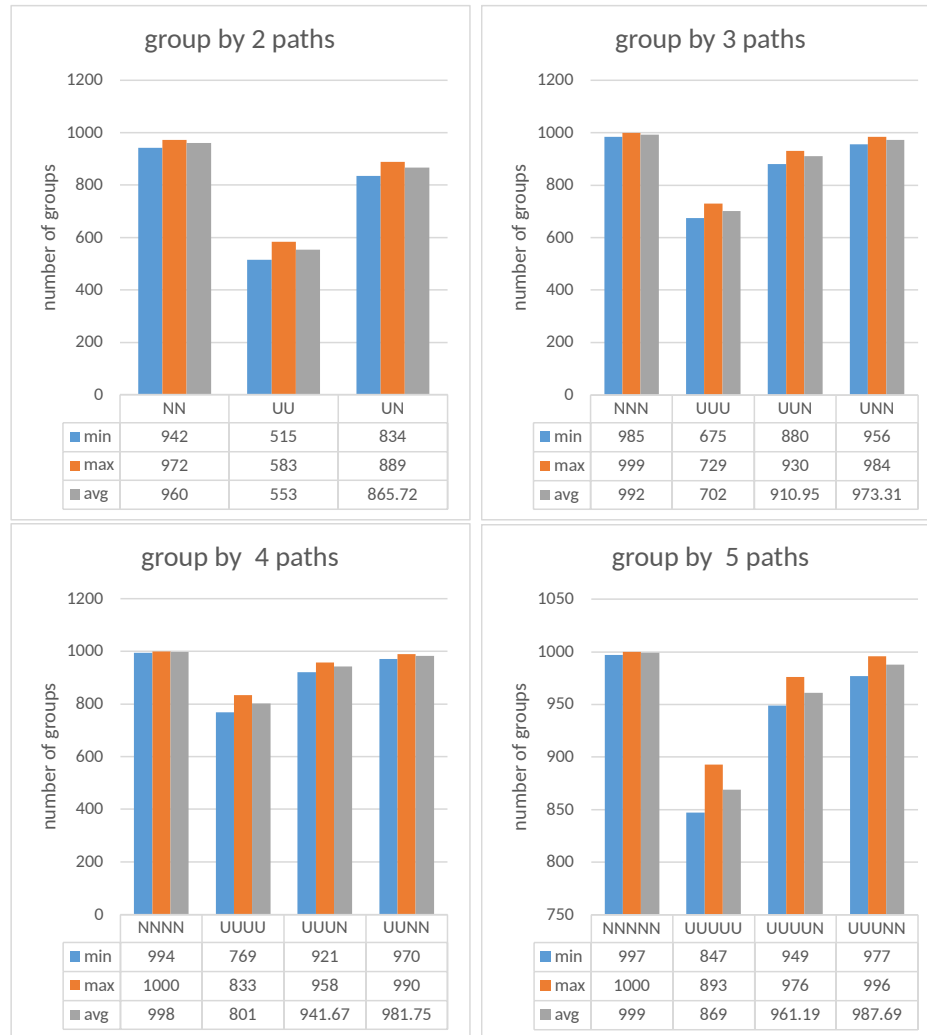 group by 2 paths
1200
1000
800
600
400
200
0
number of groups
NN UU UN
min 942 515 834
max 972 583 889
avg 960 553 865.72
group by 3 paths
1200
1000
800
600
400
200
0
number of groups
NNN UUU UUN UNN
min 985 675 880 956
max 999 729 930 984
avg 992 702 910.95 973.31
group by 4 paths
1200
1000
800
600
400
200
0
number of groups
NNNN UUUU UUUN UUNN
min 994 769 921 970
max 1000 833 958 990
avg 998 801 941.67 981.75
group by 5 paths
1050
1000
950
900
850
800
750
number of groups
NNNNN UUUUU UUUUN UUUNN
min 997 847 949 977
max 1000 893 976 996
avg 999 869 961.19 987.69